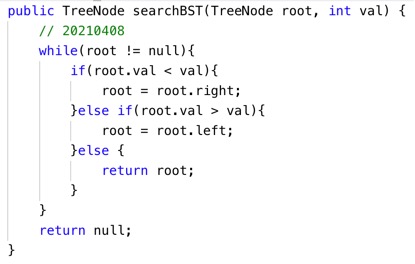 public TreeNode searchBST(TreeNode root, int val) {
    // 20210408
    while(root != null){
        if(root.val < val){
            root = root.right;
        }else if(root.val > val){
            root = root.left;
        }else {
            return root;
        }
    }
    return null;
}